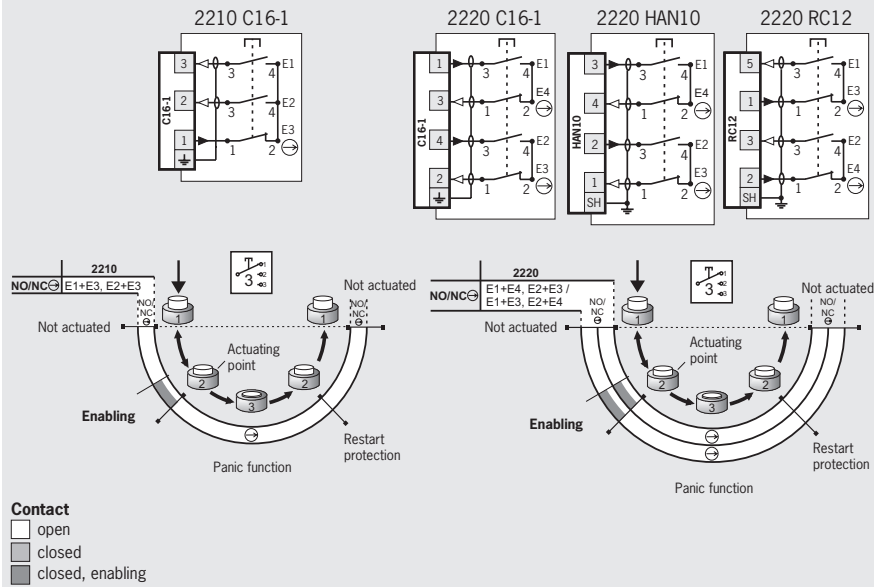 2210 C16-1
2220 C16-1
2220 HAN10
2220 RC12
C16-1
3
3 4 E1
2
3 4 E2
1
1 2 E3
C16-1
1
3 4 E1
3
E4
4
3 4 E2
2
1 2 E3
HAN10
3
3 4 E1
4
E4
2
3 4 E2
1
1 2 E3
SH
RC12
5
3 4 E1
1
E3
3
3 4 E2
2
1 2 E4
SH
2210
NO/NC
E1+E3, E2+E3
NO/
NC
T
3
1
2
3
Not actuated
NO/
NC
Not actuated
1
1
2
2
3
Actuating
point
Enabling
Restart
protection
Panic function
2220
NO/NC
E1+E4, E2+E3 /
E1+E3, E2+E4
NO/
NC
T
3
1
2
3
Not actuated
NO/
NC
Not actuated
1
1
2
2
3
Actuating
point
Enabling
Restart
protection
Panic function
Contact
open
closed
closed, enabling